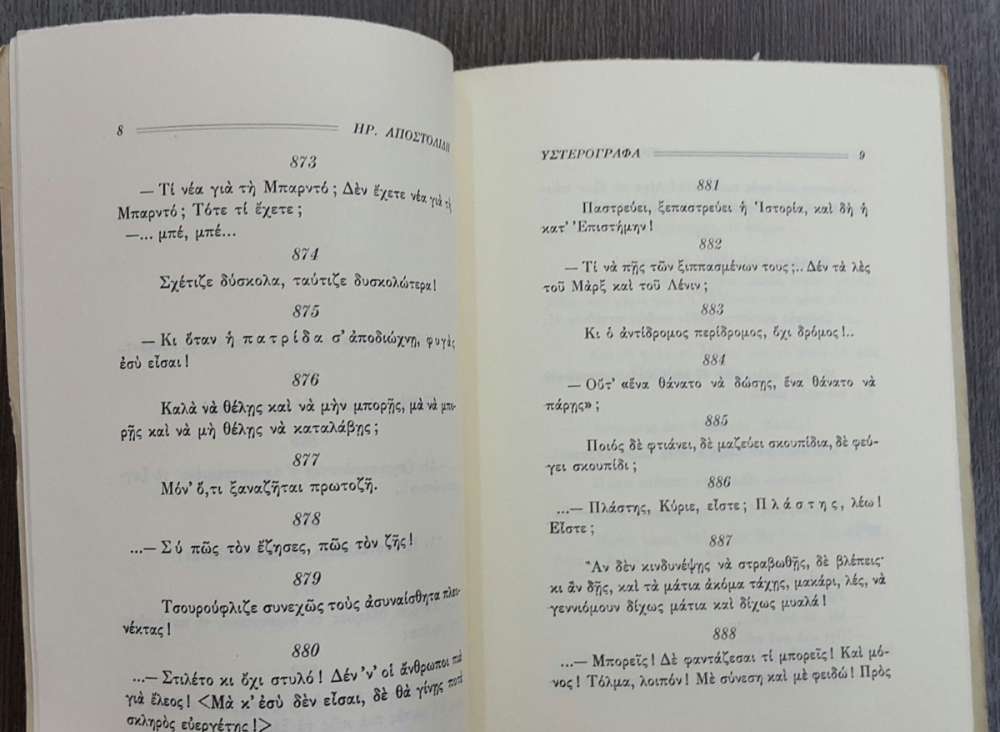 8 ΗΡ. ΑΠΟΣΤΟΛΙΔΗ
873
— Τί νέα γιὰ τὴ Μπαρντό; Δὲν ἔχετε νέα γιὰ τὴ
Μπαρντό; Τότε τί ἔχετε;
—... μπέ, μπέ...
874
Σχέτιζε δύσκολα, ταύτιζε δυσκολώτερα!
875
— Κι ὅταν ἡ πατρίδα σ' ἀποδιώχνῃ, φυγὰς
ἐσὺ εἶσαι!
876
Καλὰ νὰ θέλῃς καὶ νὰ μὴν μπορῇς, μὰ νὰ μπο-
ρῇς καὶ νὰ μὴ θέλῃς νὰ καταλάβῃς;
877
Μόν' ὅ,τι ξαναζῆται πρωτοζῆ.
878
...— Σύ πῶς τὸν ἔζησες, πῶς τὸν ζῆς!
879
Τσουρούφλιζε συνεχῶς τοὺς ἀσυναίσθητα πλεο-
νέκτας!
880
...— Στιλέτο κι ὄχι στυλό! Δέν 'ν' οἱ ἄνθρωποι πιὰ
γιὰ ἔλεος! <Μὰ κ' ἐσὺ δὲν εἶσαι, δὲ θὰ γίνῃς ποτὲ
σκληρὸς εὐεργέτης!>
ΥΣΤΕΡΟΓΡΑΦΑ 9
881
Παστρεύει, ξεπαστρεύει ἡ Ἱστορία, καὶ δὴ ἡ
κατ' Ἐπιστήμην!
882
— Τί νὰ πῇς τῶν ξιππασμένων τους;.. Δέν τὰ λὲς
τοῦ Μὰρξ καὶ τοῦ Λένιν;
883
Κι ὁ ἀντίδρομος περίδρομος, ὄχι δρόμος!..
884
— Οὔτ' «ἕνα θάνατο νὰ δώσῃς, ἕνα θάνατο νὰ
πάρῃς»;
885
Ποιός δὲ φτιάνει, δὲ μαζεύει σκουπίδια, δὲ φεύ-
γει σκουπίδι;
886
...— Πλάστης, Κύριε, εἶστε; Πλάστης, λέω!
Εἶστε;
887
Ἂν δὲν κινδυνέψῃς νὰ στραβωθῇς, δὲ βλέπεις·
κι ἂν δῇς, καὶ τὰ μάτια ἀκόμα τἄχῃς, μακάρι, λές, νὰ
γεννιόμουν δίχως μάτια καὶ δίχως μυαλά!
888
...— Μπορεῖς! Δὲ φαντάζεσαι τί μπορεῖς! Καὶ μό-
νος! Τόλμα, λοιπόν! Μὲ σύνεση καὶ μὲ φειδώ! Πρὸς